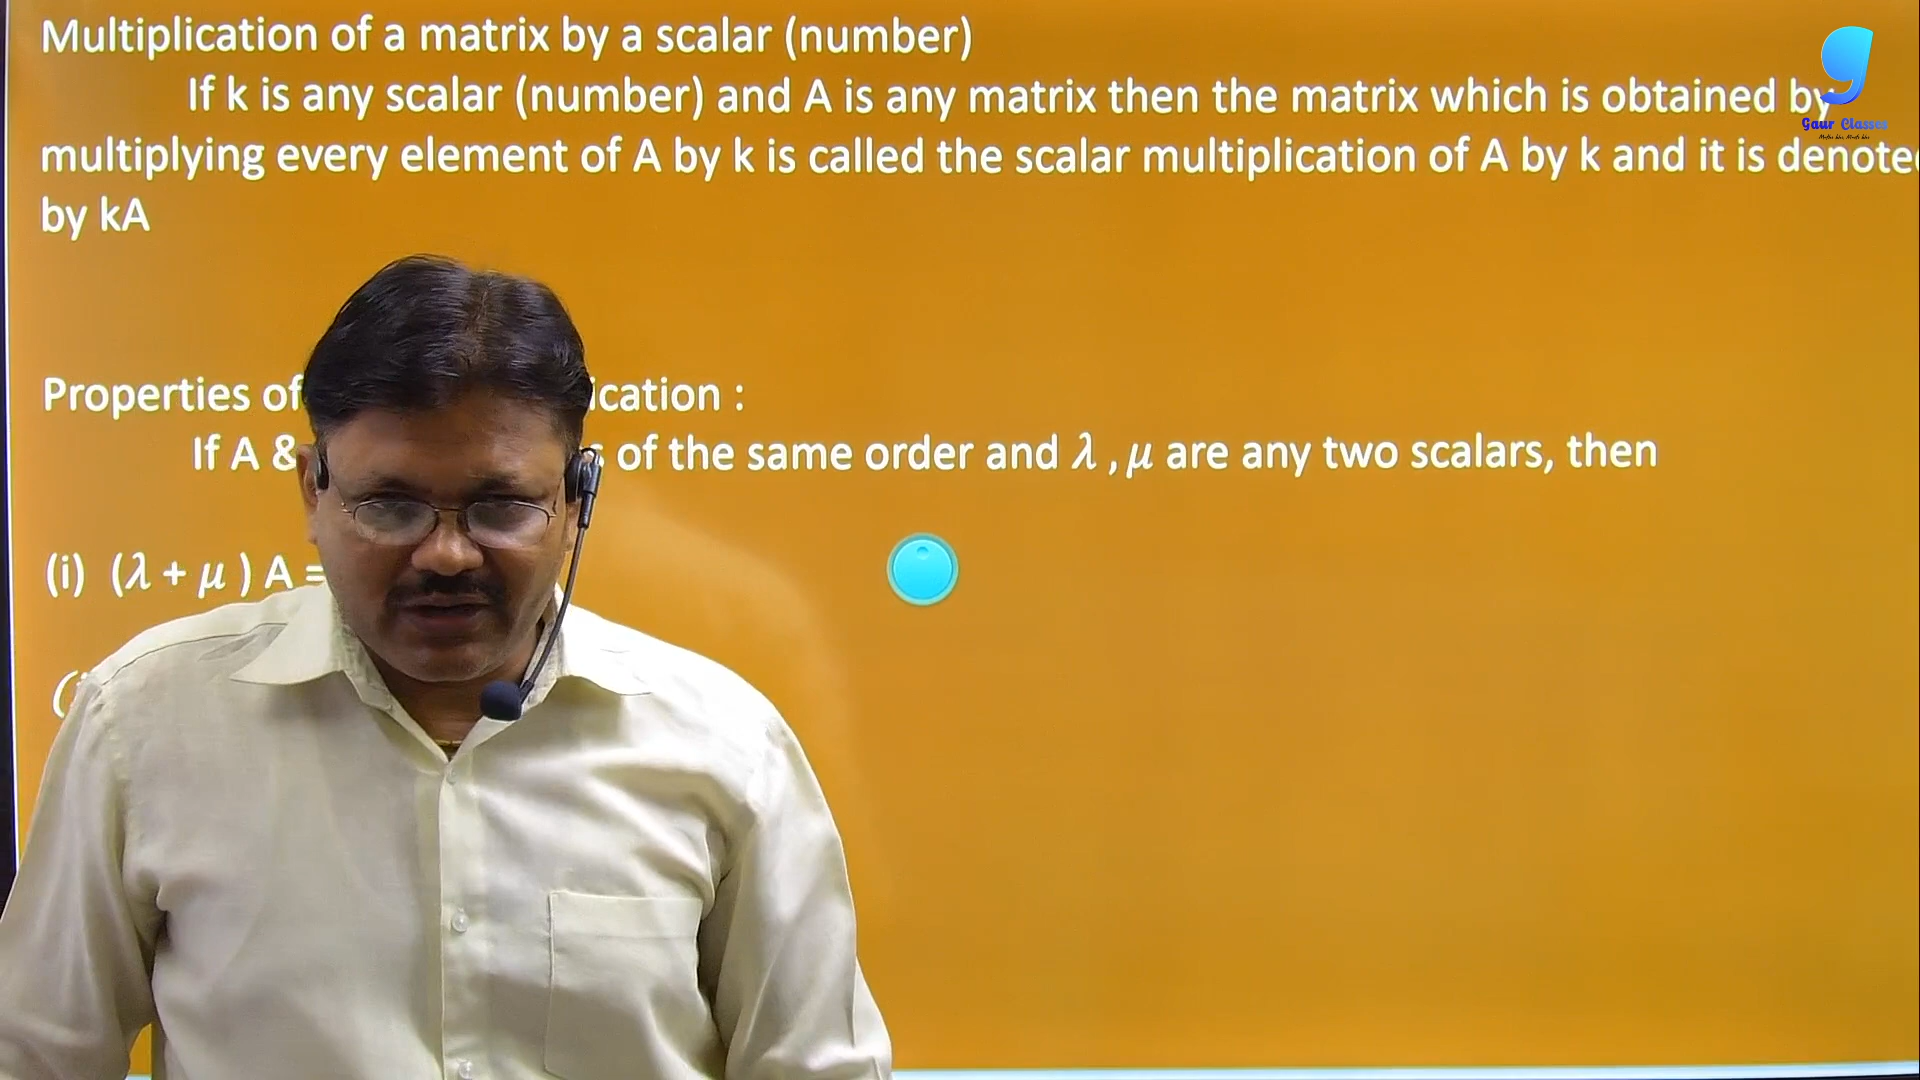 Multiplication of a matrix by a scalar (number)
If k is any scalar (number) and A is any matrix then the matrix which is obtained by
multiplying every element of A by k is called the scalar multiplication of A by k and it is denoted
by kA
Gaur Classes
Properties of ication :
If A & of the same order and λ , μ are any two scalars, then
(i) (λ + μ ) A =